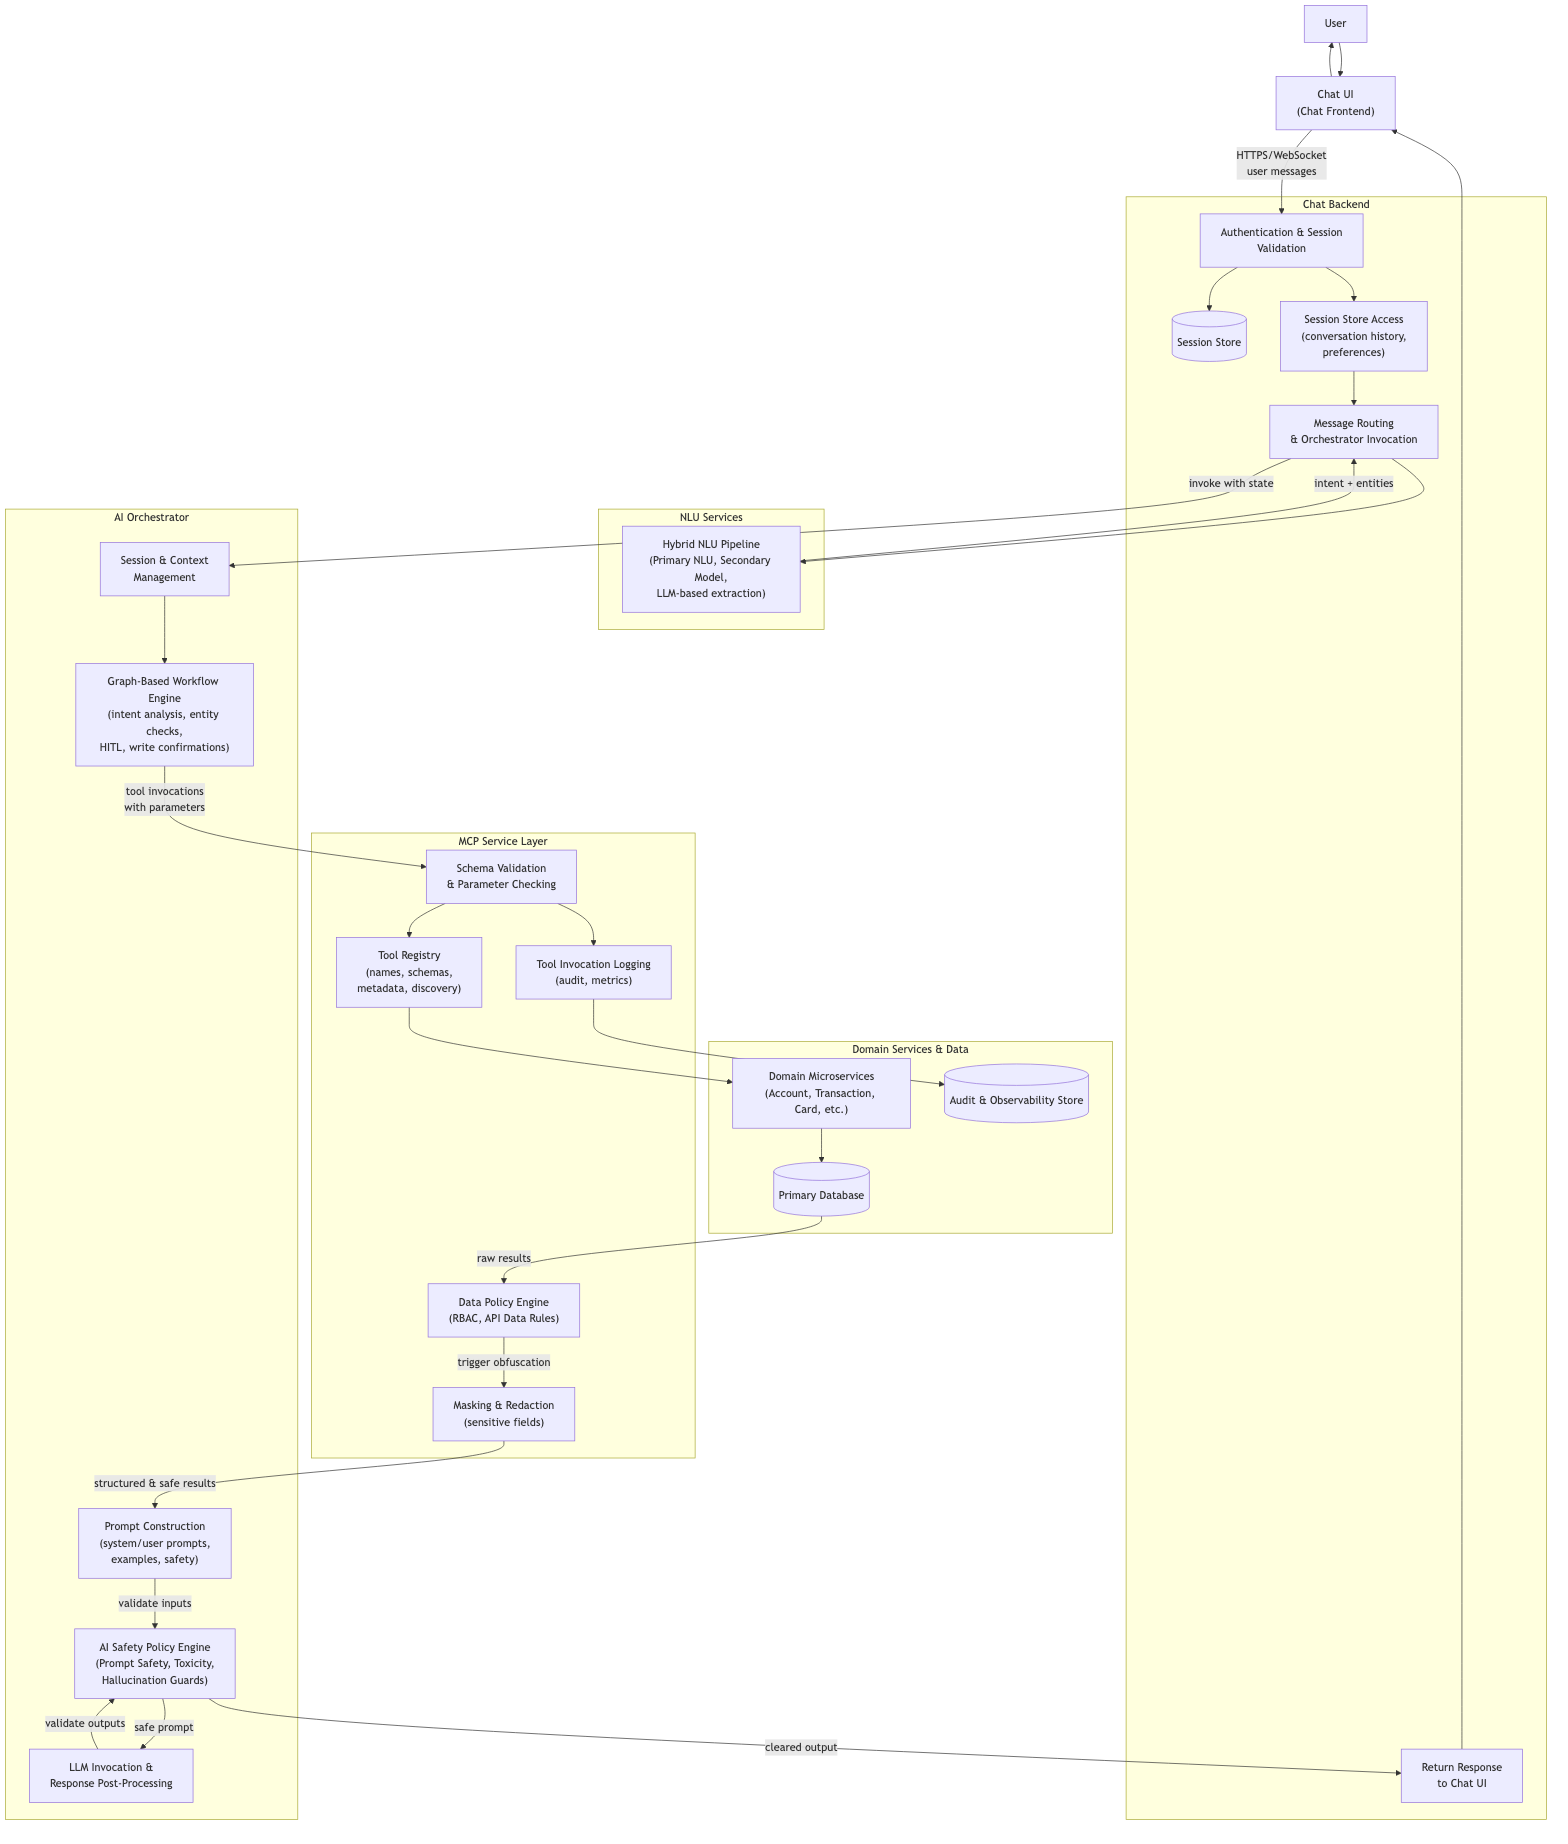 User
Chat UI
(Chat Frontend)
HTTPS/WebSocket
user messages
Chat Backend
Authentication & Session
Validation
Session Store
Session Store Access
(conversation history,
preferences)
Message Routing
& Orchestrator Invocation
invoke with state
intent + entities
AI Orchestrator
NLU Services
Session & Context
Management
Hybrid NLU Pipeline
(Primary NLU, Secondary
Model,
LLM-based extraction)
Graph-Based Workflow
Engine
(intent analysis, entity
checks,
HITL, write confirmations)
tool invocations
with parameters
MCP Service Layer
Schema Validation
& Parameter Checking
Tool Registry
(names, schemas,
metadata, discovery)
Tool Invocation Logging
(audit, metrics)
Domain Services & Data
Domain Microservices
(Account, Transaction,
Card, etc.)
Audit & Observability Store
Primary Database
raw results
Data Policy Engine
(RBAC, API Data Rules)
trigger obfuscation
Masking & Redaction
(sensitive fields)
structured & safe results
Prompt Construction
(system/user prompts,
examples, safety)
validate inputs
AI Safety Policy Engine
(Prompt Safety, Toxicity,
Hallucination Guards)
validate outputs
safe prompt
cleared output
LLM Invocation &
Response Post-Processing
Return Response
to Chat UI